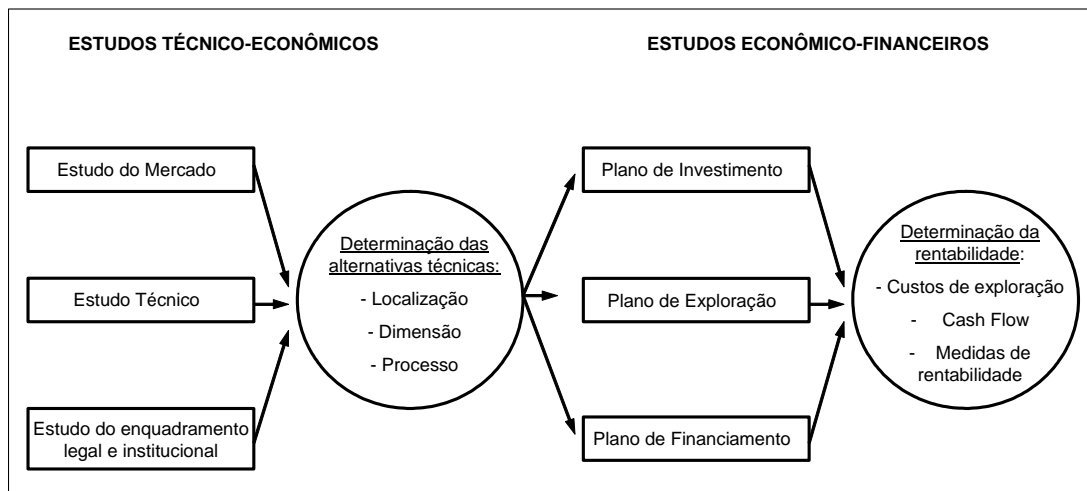 ESTUDOS TÉCNICO-ECONÔMICOS
ESTUDOS ECONÔMICO-FINANCEIROS
Estudo do Mercado
Estudo Técnico
Estudo do enquadramento
legal e institucional
Determinação das
alternativas técnicas:
- Localização
- Dimensão
- Processo
Plano de Investimento
Plano de Exploração
Plano de Financiamento
Determinação da
rentabilidade:
- Custos de exploração
- Cash Flow
- Medidas de
rentabilidade